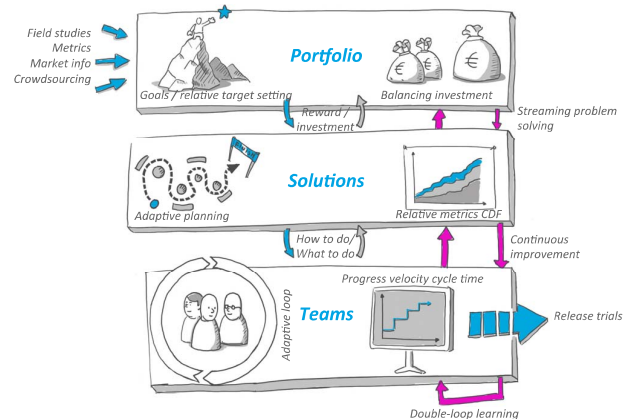 Field studies
Metrics
Market info
Crowdsourcing
Portfolio
€ € €
Goals / relative target setting
Balancing investment
Reward /
investment
Streaming problem
solving
Solutions
Adaptive planning
Relative metrics CDF
How to do/
What to do
Continuous
improvement
Progress velocity cycle time
Adaptive loop
Teams
Release trials
Double-loop learning